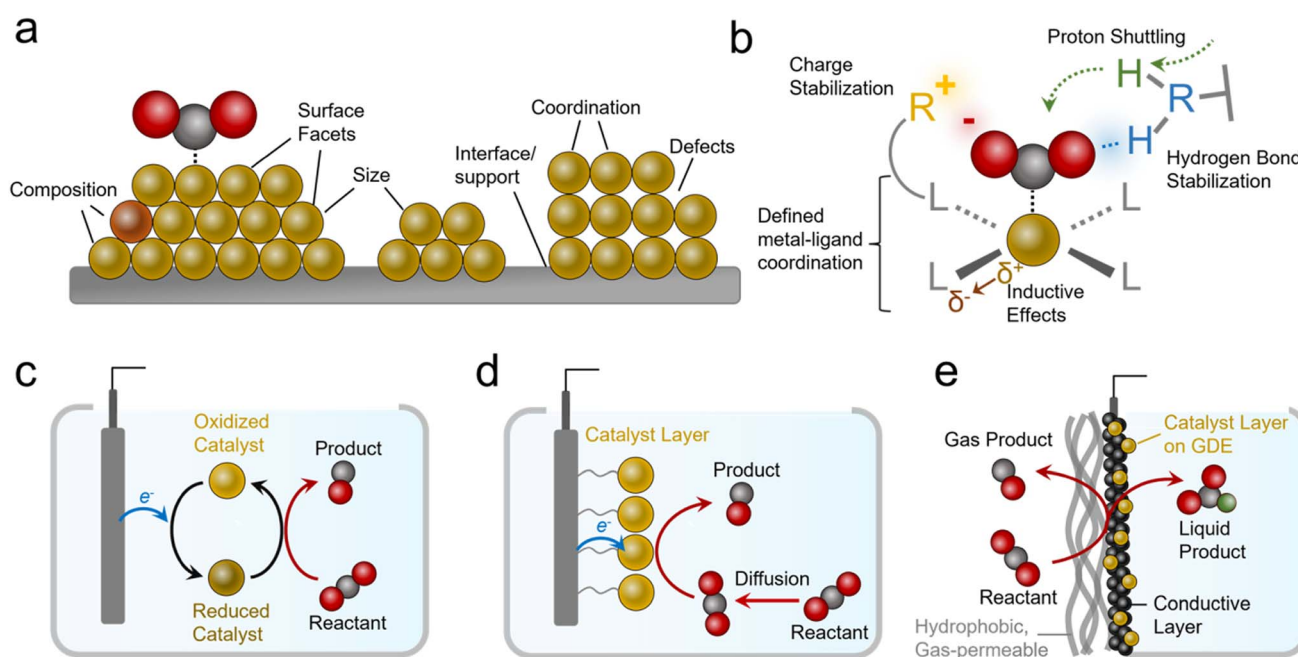 a
Composition
Surface
Facets
Size
Interface/
support
Coordination
Defects
b
Charge
Stabilization
Proton Shuttling
R
+
-
H
R
H
Hydrogen Bond
Stabilization
Defined
metal-ligand
coordination
L
L
L
L
δ-
δ+
Inductive
Effects
c
Oxidized
Catalyst
e-
Reduced
Catalyst
Product
Reactant
d
Catalyst Layer
e-
Product
Diffusion
Reactant
e
Gas Product
Reactant
Hydrophobic,
Gas-permeable
Catalyst Layer
on GDE
Liquid
Product
Conductive
Layer